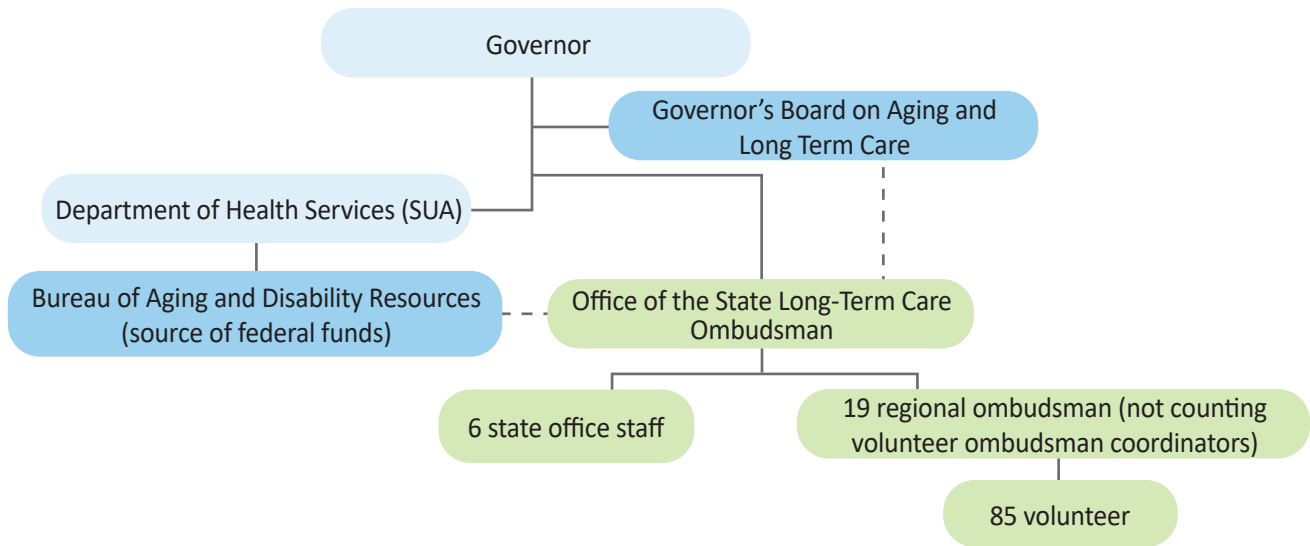 Governor
Governor’s Board on Aging and
Long Term Care
Department of Health Services (SUA)
Bureau of Aging and Disability Resources
(source of federal funds)
Office of the State Long-Term Care
Ombudsman
6 state office staff
19 regional ombudsman (not counting
volunteer ombudsman coordinators)
85 volunteer